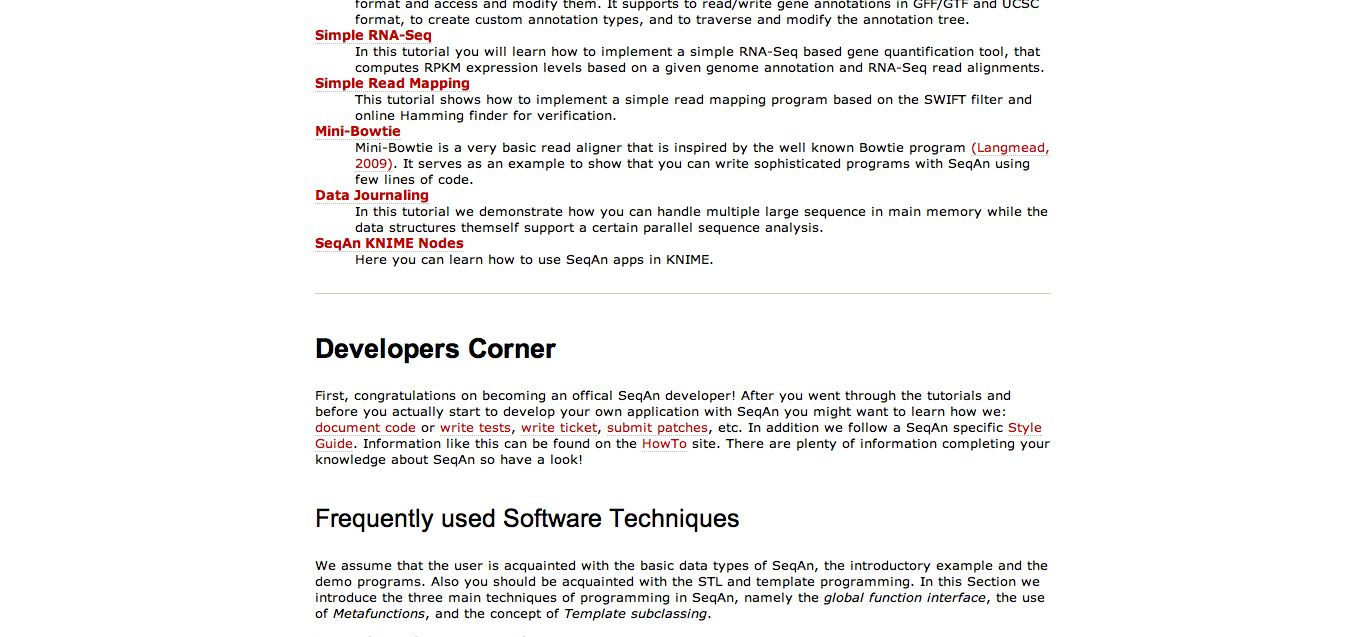 format and access and modify them. It supports to read/write gene annotations in GFF/GTF and UCSC
format, to create custom annotation types, and to traverse and modify the annotation tree.
Simple RNA-Seq
In this tutorial you will learn how to implement a simple RNA-Seq based gene quantification tool, that
computes RPKM expression levels based on a given genome annotation and RNA-Seq read alignments.
Simple Read Mapping
This tutorial shows how to implement a simple read mapping program based on the SWIFT filter and
online Hamming finder for verification.
Mini-Bowtie
Mini-Bowtie is a very basic read aligner that is inspired by the well known Bowtie program (Langmead,
2009). It serves as an example to show that you can write sophisticated programs with SeqAn using
few lines of code.
Data Journaling
In this tutorial we demonstrate how you can handle multiple large sequence in main memory while the
data structures themself support a certain parallel sequence analysis.
SeqAn KNIME Nodes
Here you can learn how to use SeqAn apps in KNIME.
Developers Corner
First, congratulations on becoming an offical SeqAn developer! After you went through the tutorials and
before you actually start to develop your own application with SeqAn you might want to learn how we:
document code or write tests, write ticket, submit patches, etc. In addition we follow a SeqAn specific Style
Guide. Information like this can be found on the HowTo site. There are plenty of information completing your
knowledge about SeqAn so have a look!
Frequently used Software Techniques
We assume that the user is acquainted with the basic data types of SeqAn, the introductory example and the
demo programs. Also you should be acquainted with the STL and template programming. In this Section we
introduce the three main techniques of programming in SeqAn, namely the global function interface, the use
of Metafunctions, and the concept of Template subclassing.